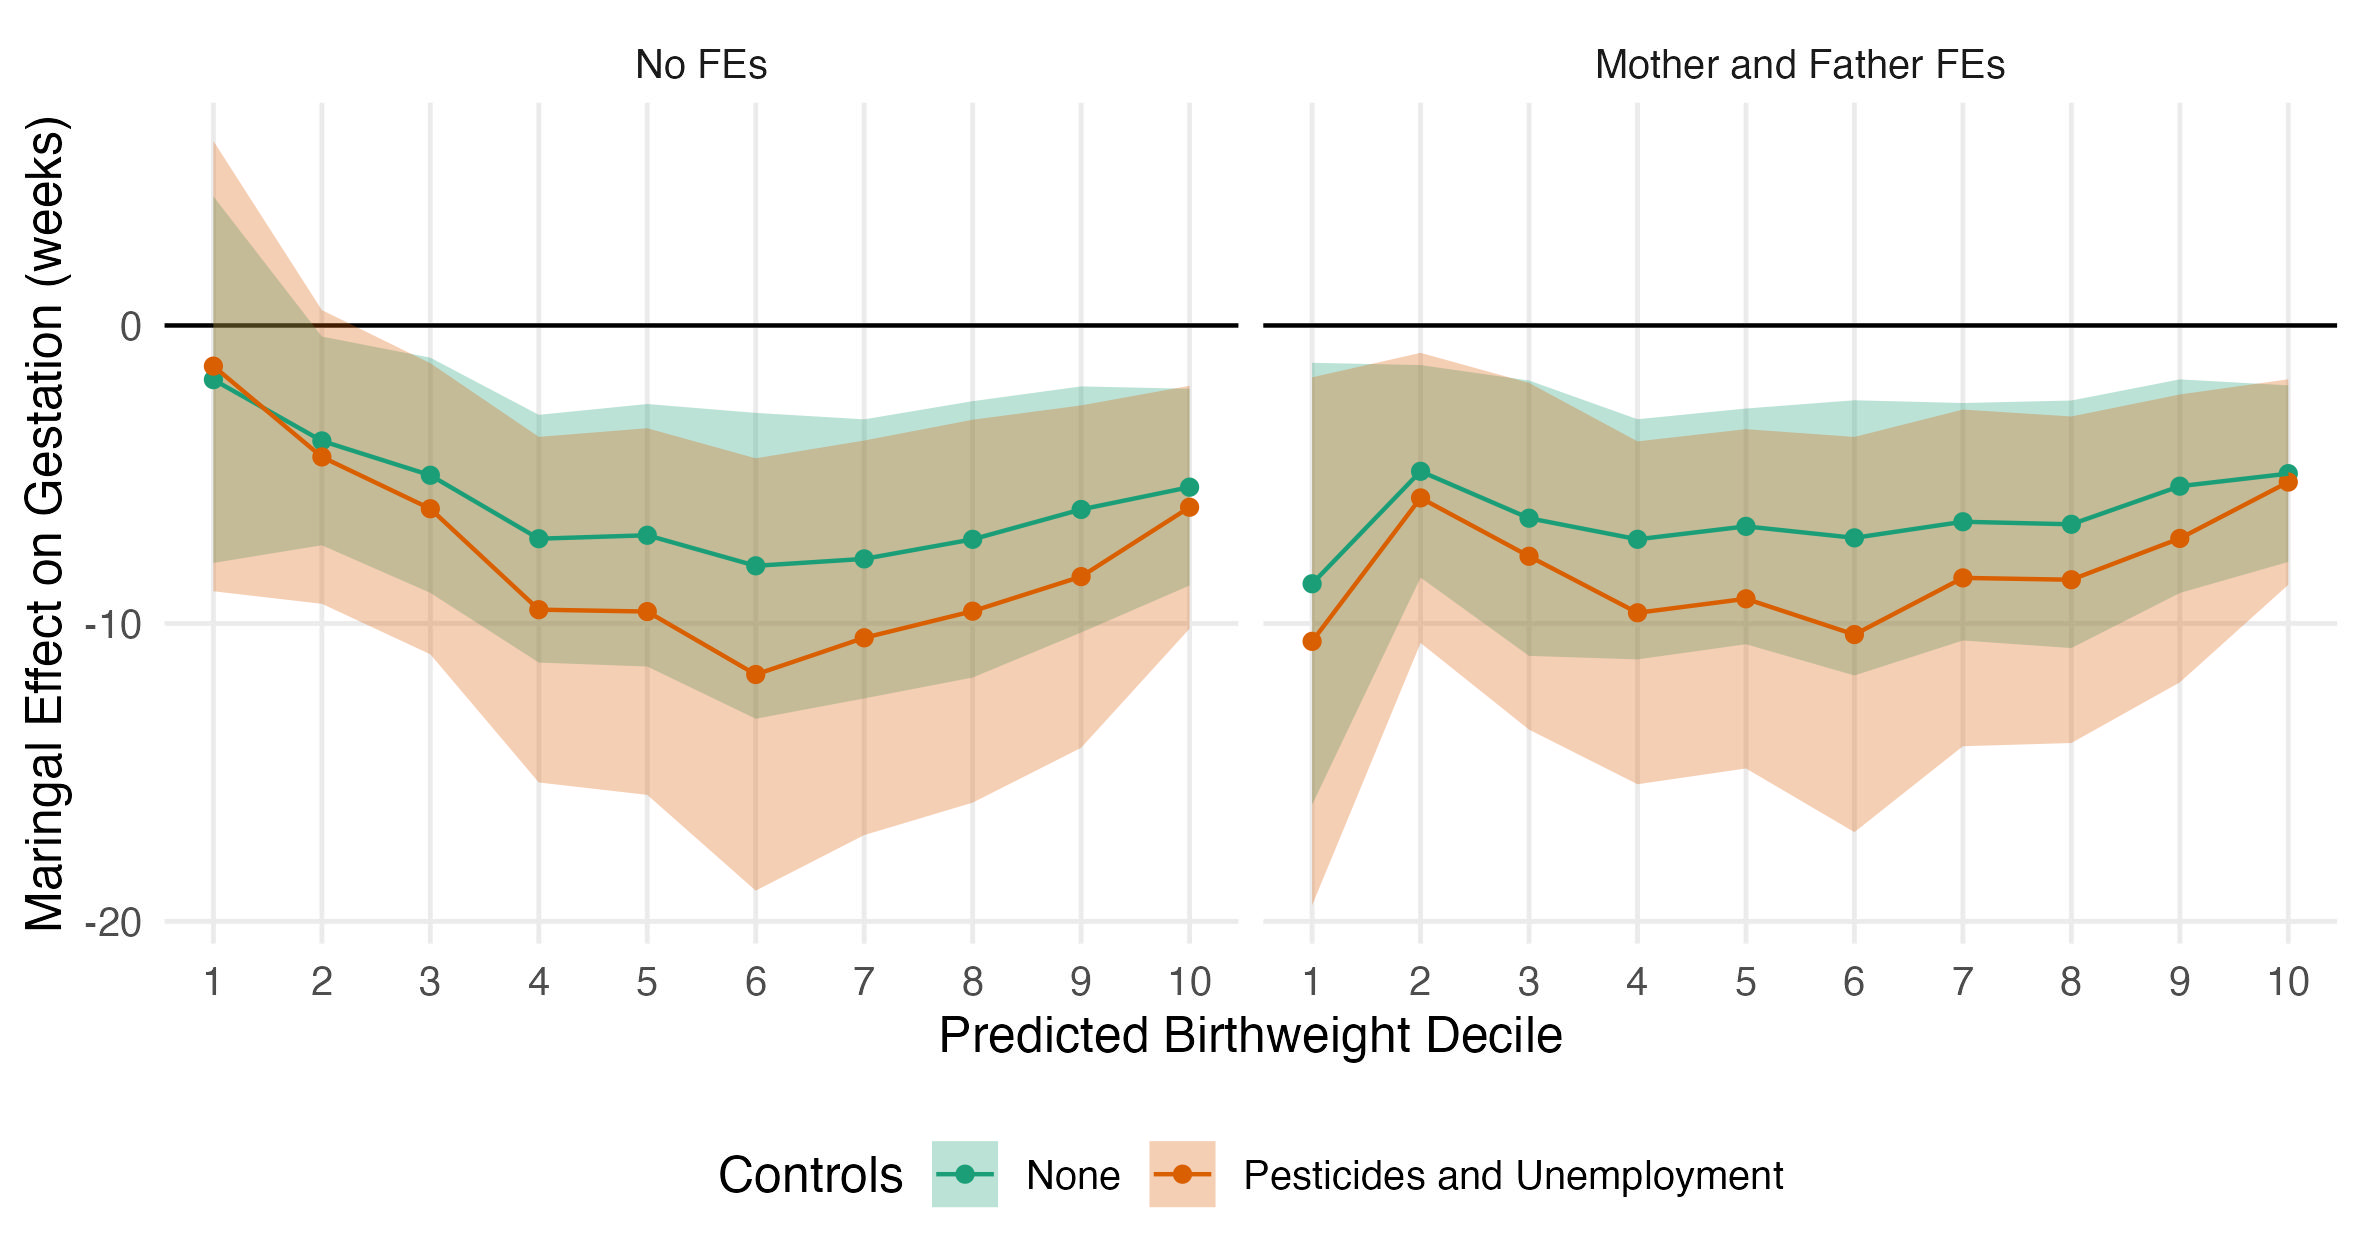 No FEs
Mother and Father FEs
Maringal Effect on Gestation (weeks)
0
-10
-20
1 2 3 4 5 6 7 8 9 10
1 2 3 4 5 6 7 8 9 10
Predicted Birthweight Decile
Controls None Pesticides and Unemployment